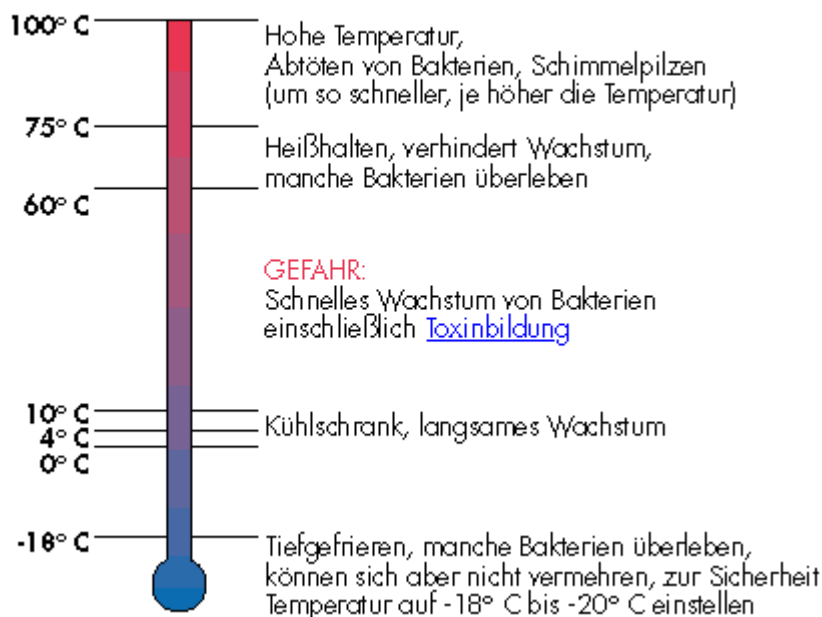 100° C
Hohe Temperatur,
Abtöten von Bakterien, Schimmelpilzen
(um so schneller, je höher die Temperatur)
75° C
Heißhalten, verhindert Wachstum,
manche Bakterien überleben
60° C
GEFAHR:
Schnelles Wachstum von Bakterien
einschließlich Toxinbildung
10° C
4° C
Kühlschrank, langsames Wachstum
0° C
-18° C
Tiefgefrieren, manche Bakterien überleben,
können sich aber nicht vermehren, zur Sicherheit
Temperatur auf -18° C bis -20° C einstellen